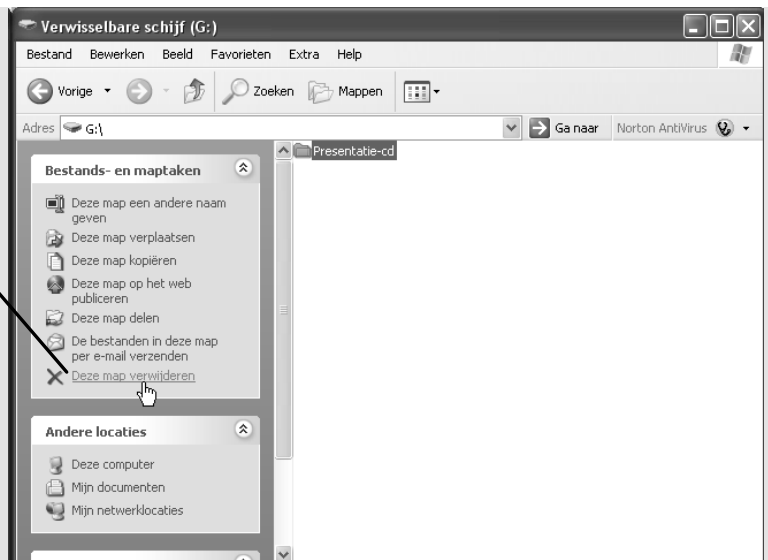 Verwisselbare schijf (G:)
Bestand Bewerken Beeld Favorieten Extra Help
Vorige Zoeken Mappen
Adres G:\ Ga naar Norton AntiVirus
Presentatie-cd
Bestands- en maptaken
Deze map een andere naam
geven
Deze map verplaatsen
Deze map kopiëren
Deze map op het web
publiceren
Deze map delen
De bestanden in deze map
per e-mail verzenden
Deze map verwijderen
Andere locaties
Deze computer
Mijn documenten
Mijn netwerklocaties